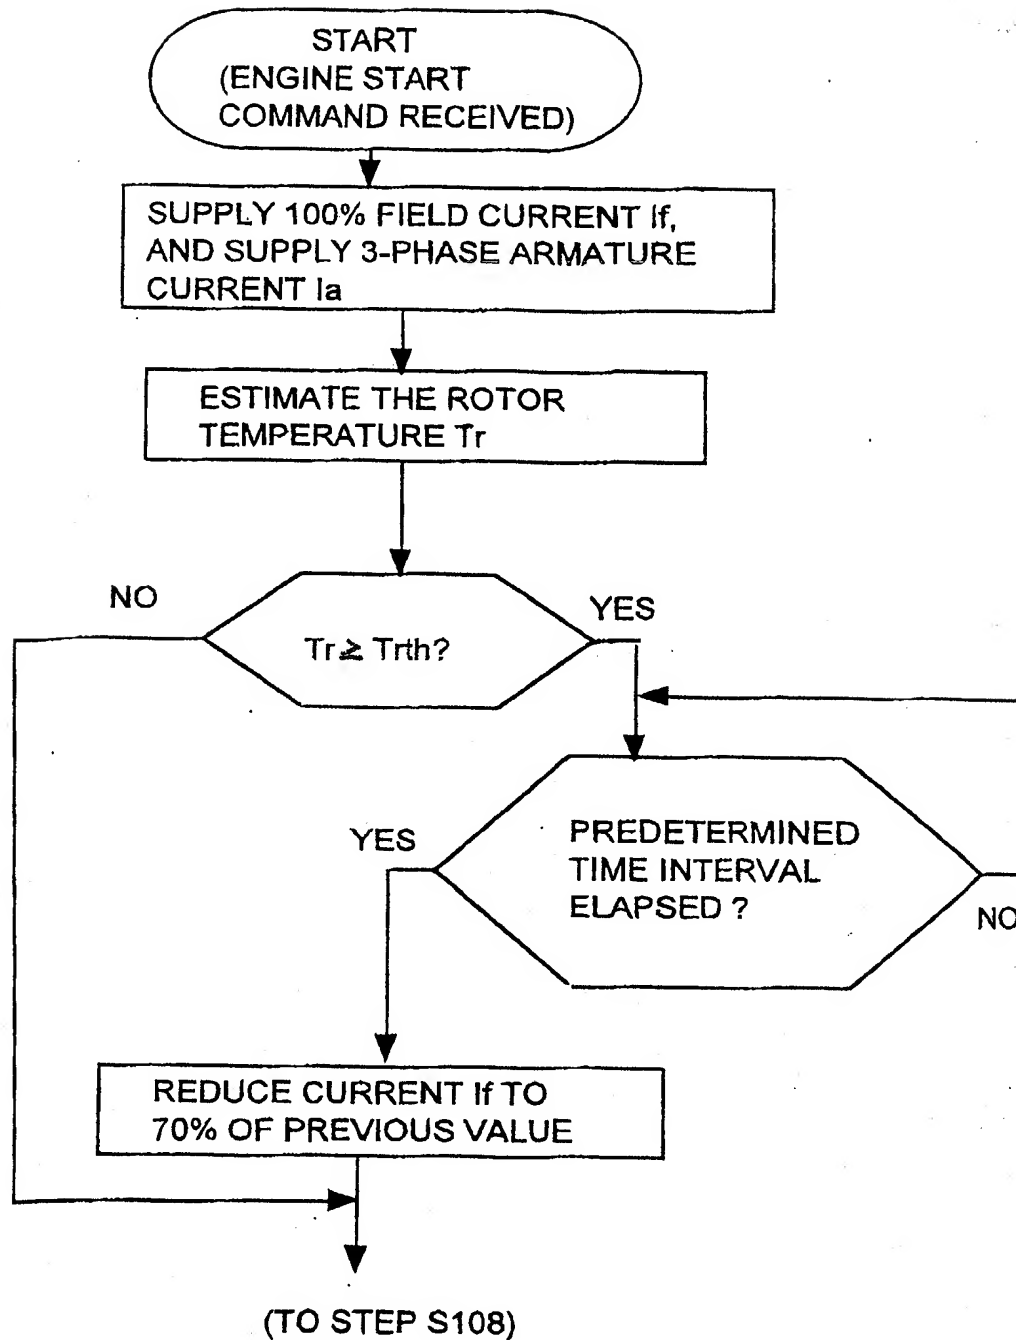 START
(ENGINE START
COMMAND RECEIVED)
SUPPLY 100% FIELD CURRENT If,
AND SUPPLY 3-PHASE ARMATURE
CURRENT Ia
ESTIMATE THE ROTOR
TEMPERATURE Tr
NO
YES
Tr ≥ Trth?
YES
PREDETERMINED
TIME INTERVAL
ELAPSED ?
NO
REDUCE CURRENT If TO
70% OF PREVIOUS VALUE
(TO STEP S108)